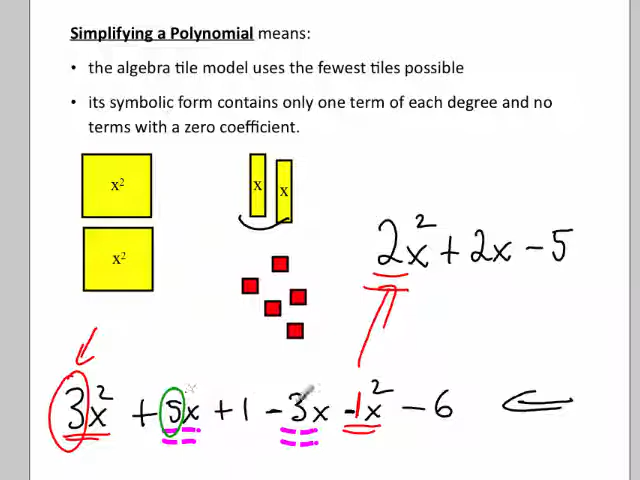 Simplifying a Polynomial means:
• the algebra tile model uses the fewest tiles possible
• its symbolic form contains only one term of each degree and no
terms with a zero coefficient.
x²
x x
x²
2x² + 2x - 5
3x² + 5x + 1 - 3x - 1x² - 6